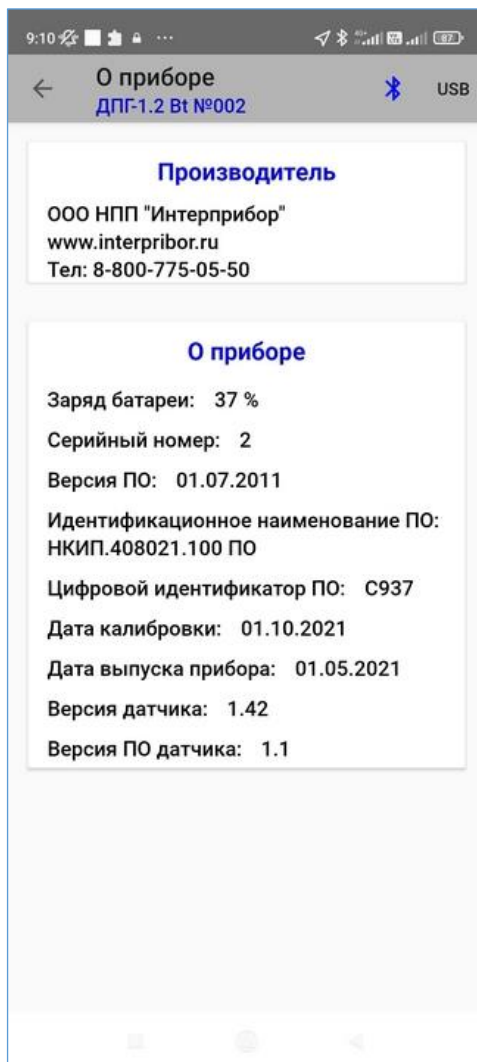 9:10
87
О приборе
ДПГ-1.2 Bt №002
USB
Производитель
ООО НПП "Интерприбор"
www.interpribor.ru
Тел: 8-800-775-05-50
О приборе
Заряд батареи: 37 %
Серийный номер: 2
Версия ПО: 01.07.2011
Идентификационное наименование ПО:
НКИП.408021.100 ПО
Цифровой идентификатор ПО: C937
Дата калибровки: 01.10.2021
Дата выпуска прибора: 01.05.2021
Версия датчика: 1.42
Версия ПО датчика: 1.1